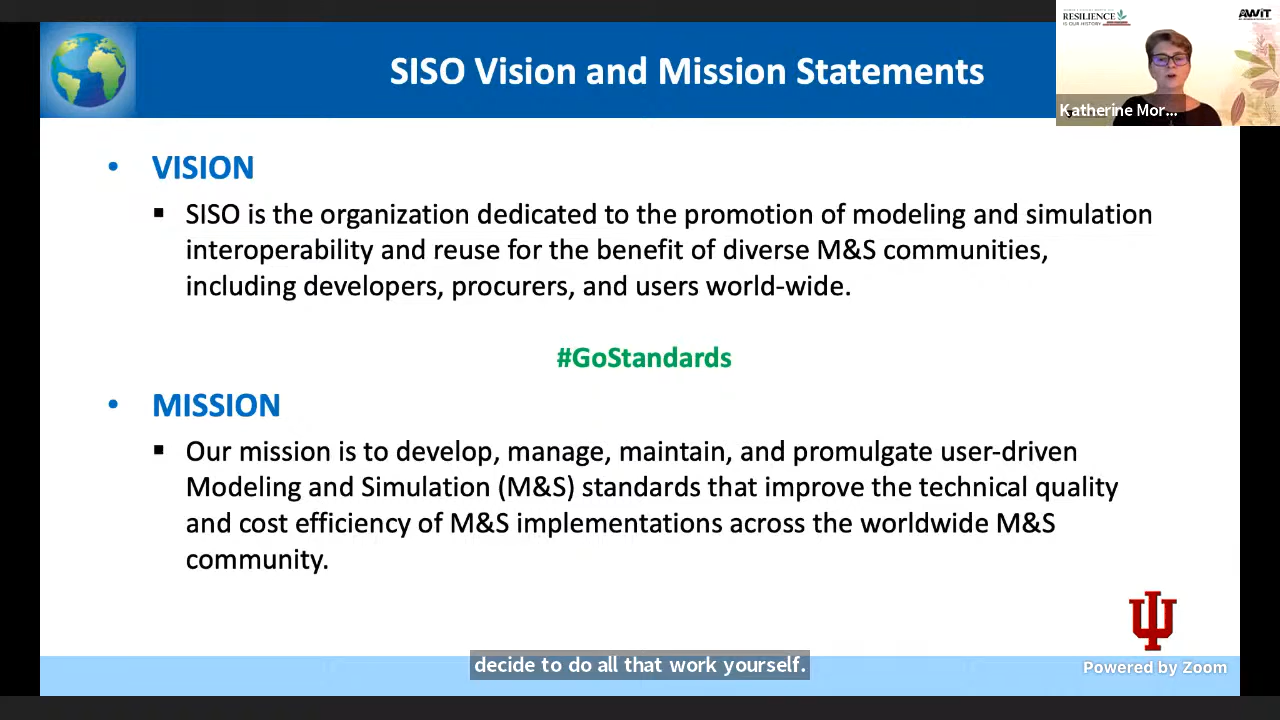 SISO Vision and Mission Statements
RESILIENCE
IS OUR HISTORY
AWIT
Katherine Mor...
• VISION
▪ SISO is the organization dedicated to the promotion of modeling and simulation
interoperability and reuse for the benefit of diverse M&S communities,
including developers, procurers, and users world-wide.
#GoStandards
• MISSION
▪ Our mission is to develop, manage, maintain, and promulgate user-driven
Modeling and Simulation (M&S) standards that improve the technical quality
and cost efficiency of M&S implementations across the worldwide M&S
community.
decide to do all that work yourself.
Powered by Zoom